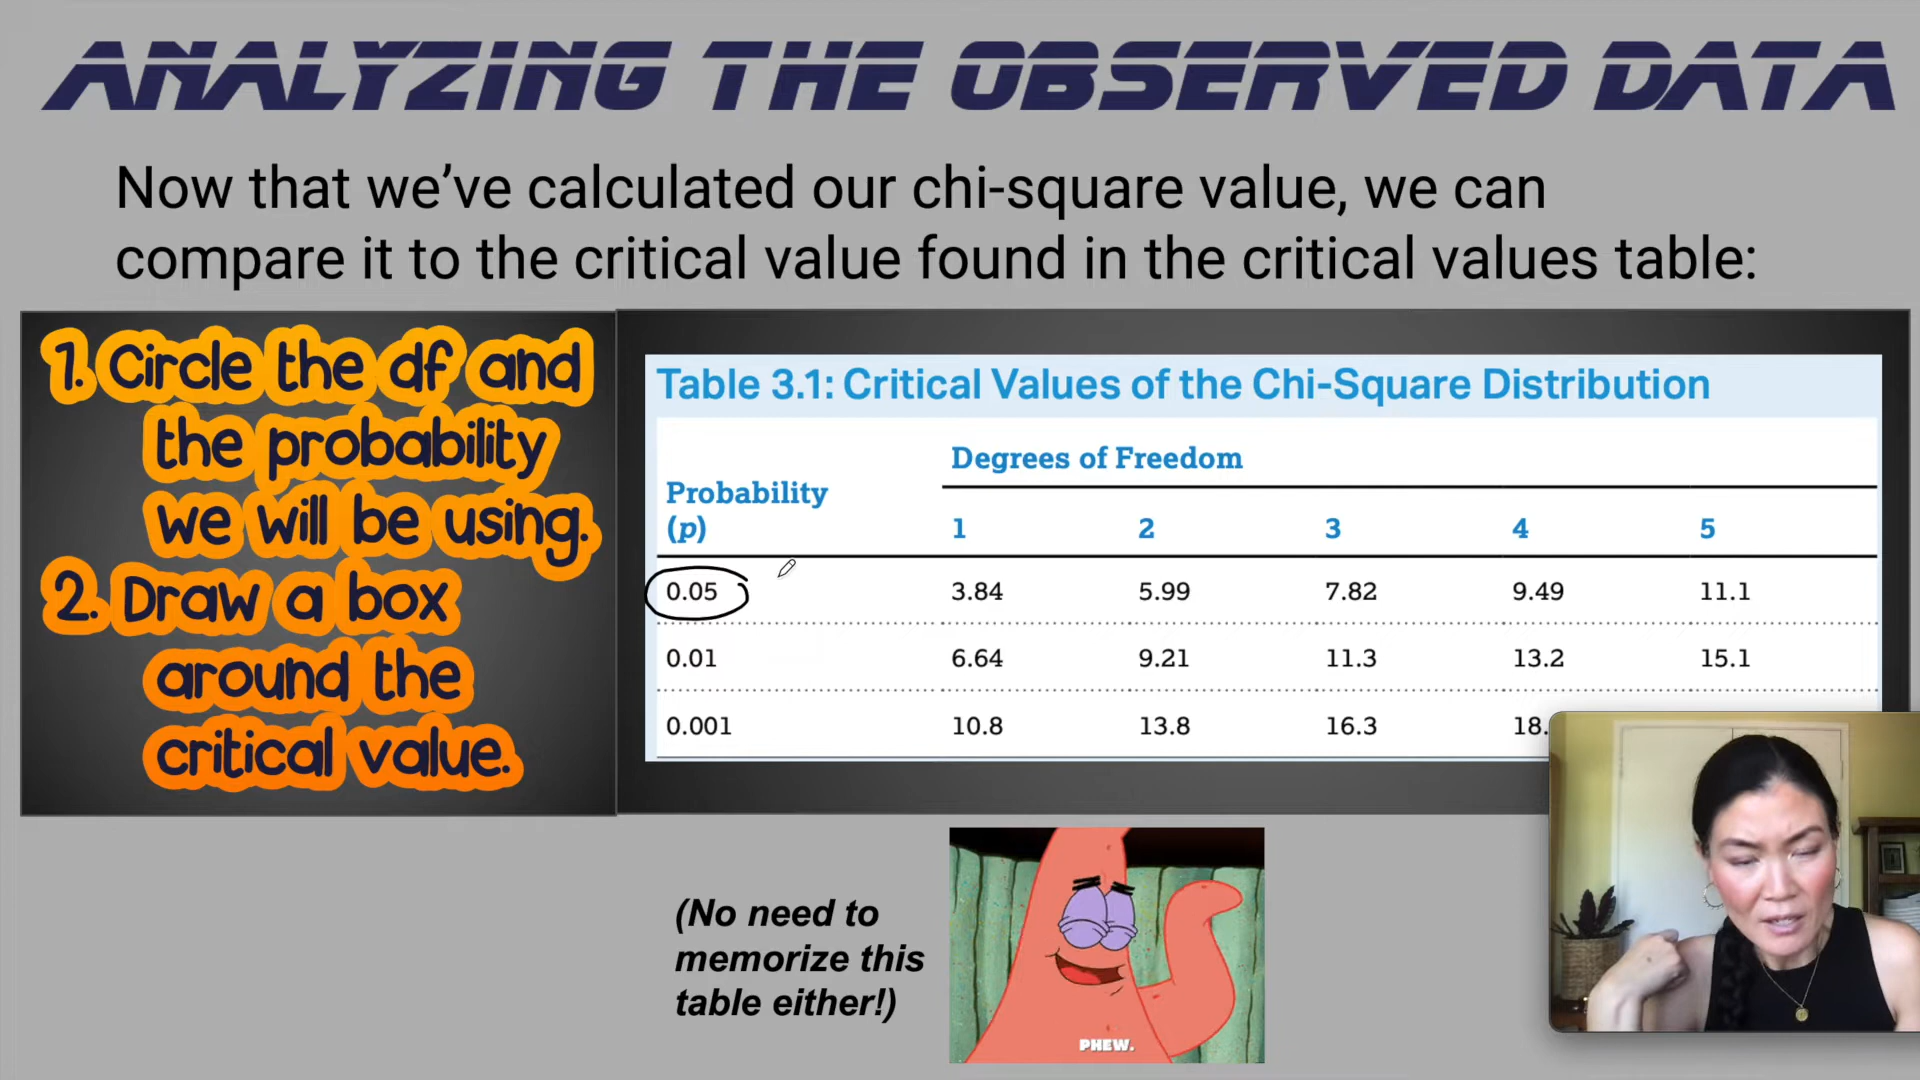 ANALYZING THE OBSERVED DATA
Now that we’ve calculated our chi-square value, we can
compare it to the critical value found in the critical values table:
1. Circle the df and
the probability
we will be using.
2. Draw a box
around the
critical value.
Table 3.1: Critical Values of the Chi-Square Distribution
Degrees of Freedom
Probability
(p)
1 2 3 4 5
0.05 3.84 5.99 7.82 9.49 11.1
0.01 6.64 9.21 11.3 13.2 15.1
0.001 10.8 13.8 16.3 18.
(No need to
memorize this
table either!)
PHEW.